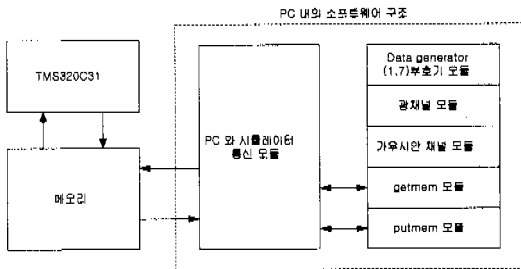 PC 내의 소프트웨어 구조
TMS320C31
메모리
PC 와 시뮬레이터
통신 모듈
Data generator
(1,7)부호기 모듈
광채널 모듈
가우시안 채널 모듈
getmem 모듈
putmem 모듈